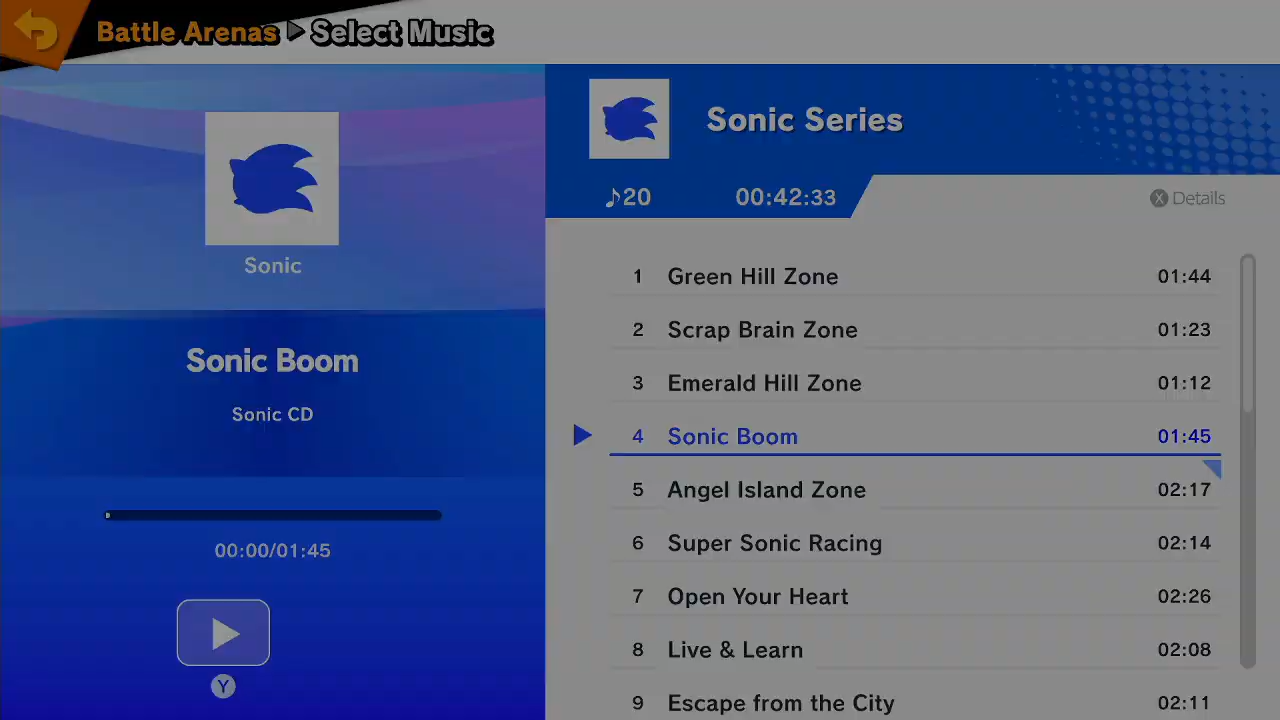 Battle Arenas ▶ Select Music
Sonic
Sonic Boom
Sonic CD
00:00/01:45
Y
Sonic Series
♪20 00:42:33
X Details
1 Green Hill Zone 01:44
2 Scrap Brain Zone 01:23
3 Emerald Hill Zone 01:12
4 Sonic Boom 01:45
5 Angel Island Zone 02:17
6 Super Sonic Racing 02:14
7 Open Your Heart 02:26
8 Live & Learn 02:08
9 Escape from the City 02:11